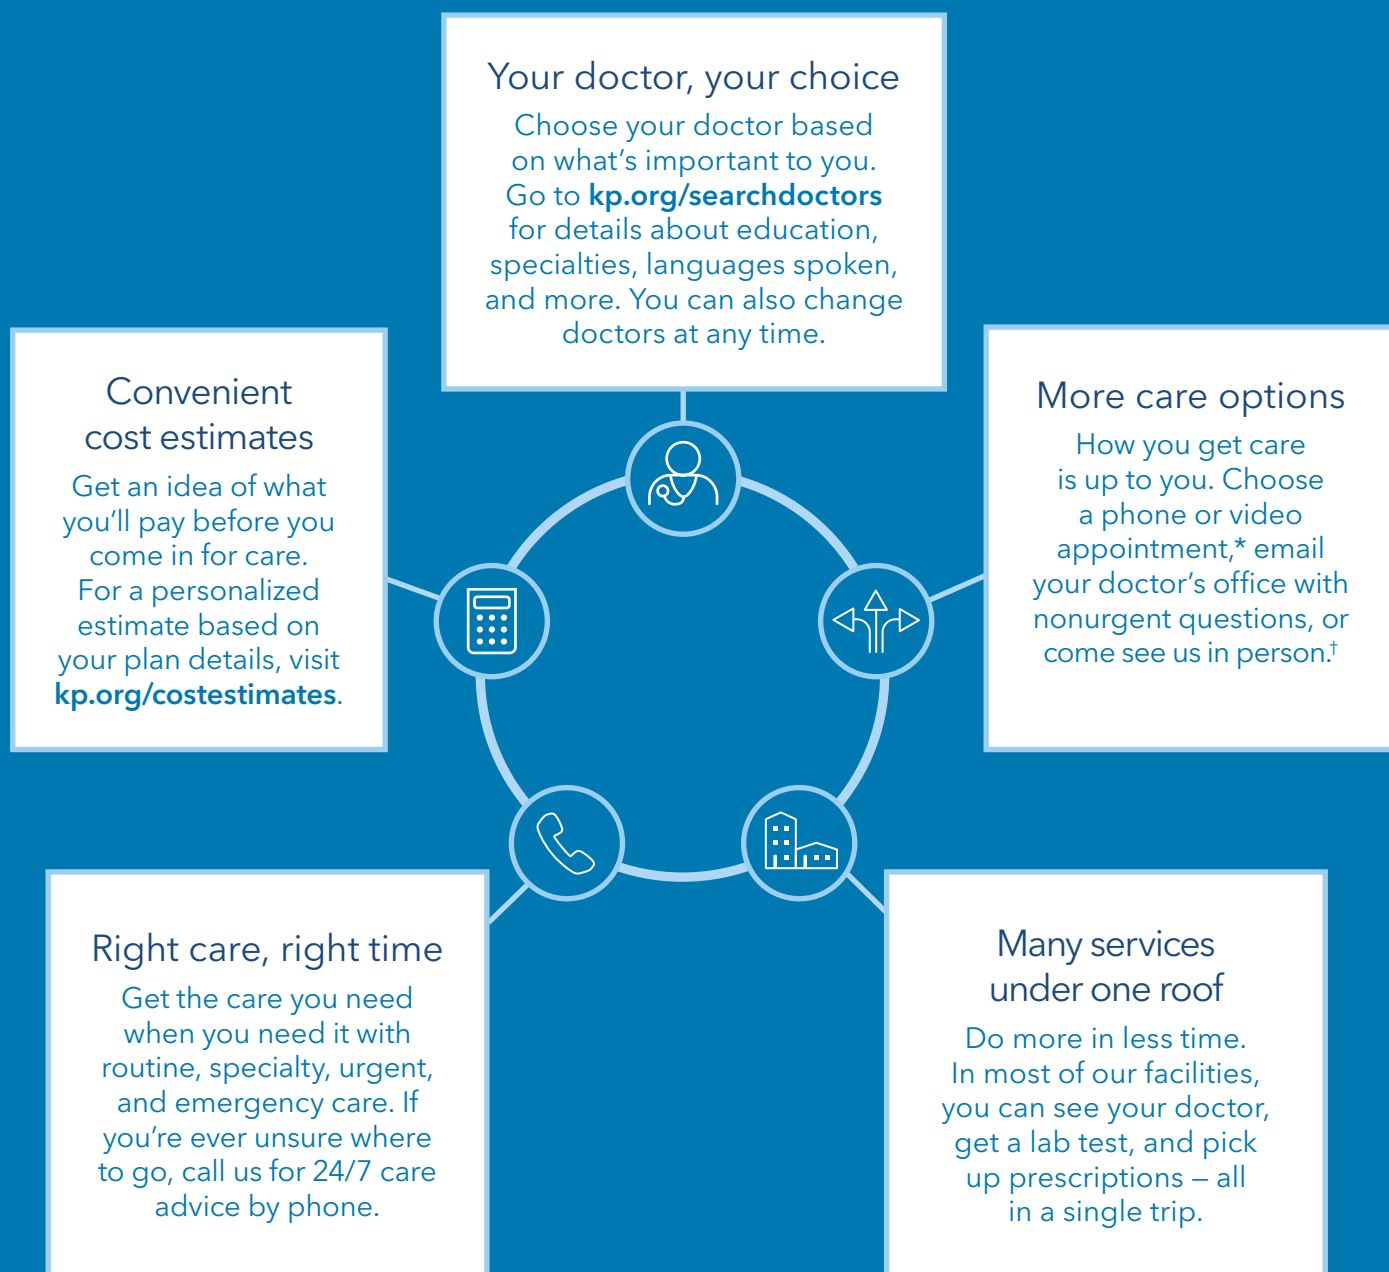 Your doctor, your choice
Choose your doctor based
on what’s important to you.
Go to kp.org/searchdoctors
for details about education,
specialties, languages spoken,
and more. You can also change
doctors at any time.
Convenient
cost estimates
Get an idea of what
you’ll pay before you
come in for care.
For a personalized
estimate based on
your plan details, visit
kp.org/costestimates.
More care options
How you get care
is up to you. Choose
a phone or video
appointment,* email
your doctor’s office with
nonurgent questions, or
come see us in person.†
Right care, right time
Get the care you need
when you need it with
routine, specialty, urgent,
and emergency care. If
you’re ever unsure where
to go, call us for 24/7 care
advice by phone.
Many services
under one roof
Do more in less time.
In most of our facilities,
you can see your doctor,
get a lab test, and pick
up prescriptions – all
in a single trip.